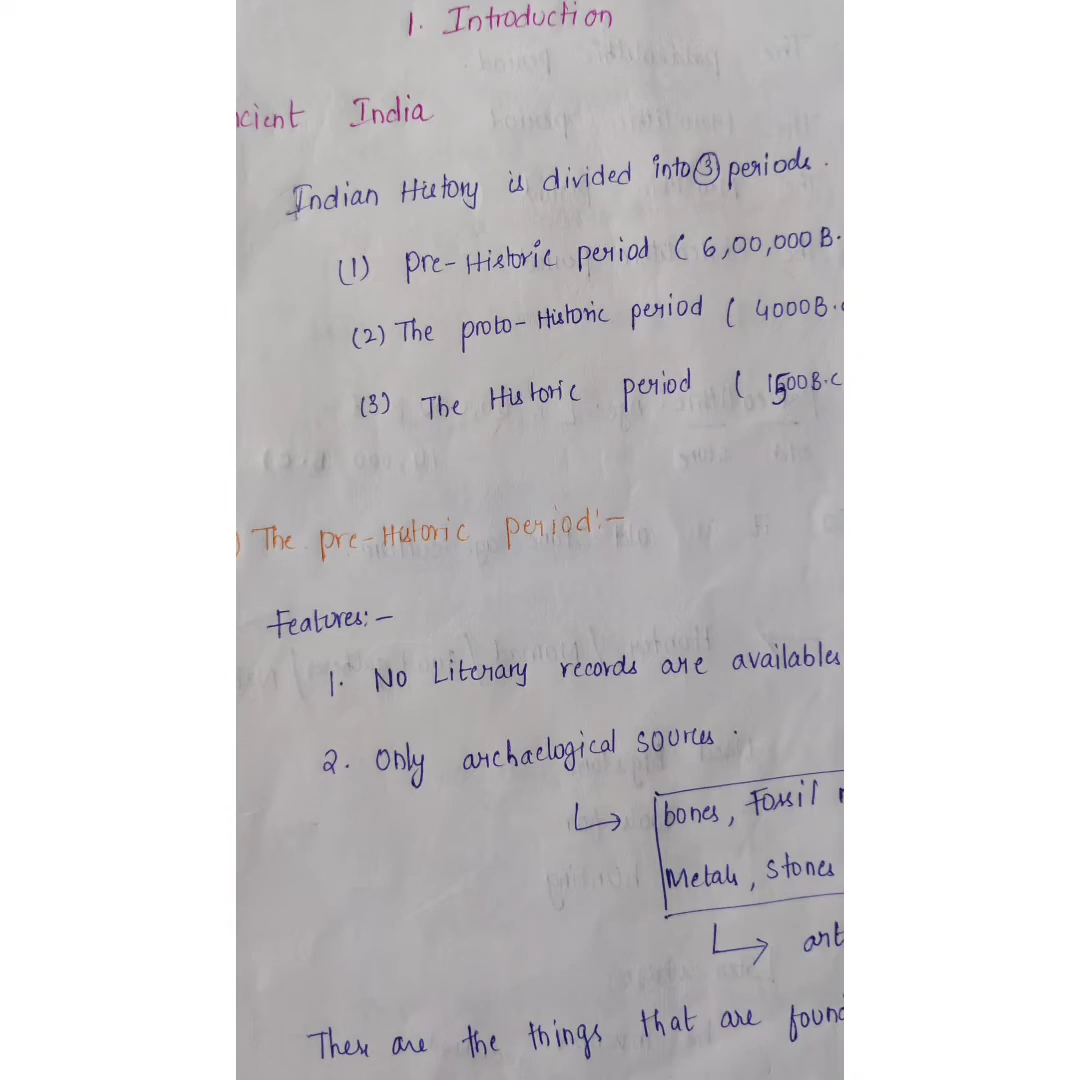 1. Introduction
ncient India
Indian History is divided into ③ periods.
(1) pre-Historic period ( 6,00,000 B.
(2) The proto-Historic period ( 4000B.c
(3) The Historic period ( 1500B.C
) The pre-Historic period:-
Features:-
1. No Literary records are availables
2. Only archaelogical sources.
↳ bones, Fossil
Metals, Stones
↳ art
These are the things that are found